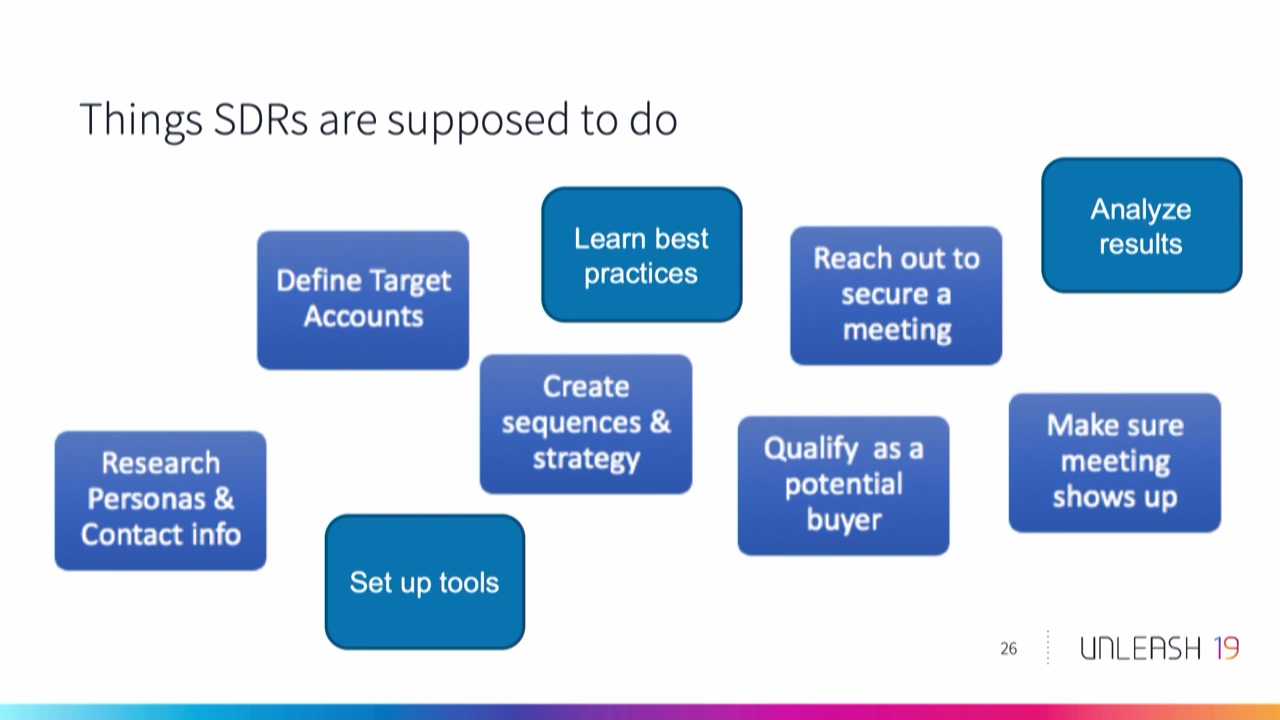 Things SDRs are supposed to do
Define Target
Accounts
Learn best
practices
Reach out to
secure a
meeting
Analyze
results
Research
Personas &
Contact info
Create
sequences &
strategy
Qualify as a
potential
buyer
Make sure
meeting
shows up
Set up tools
26
UNLEASH 19